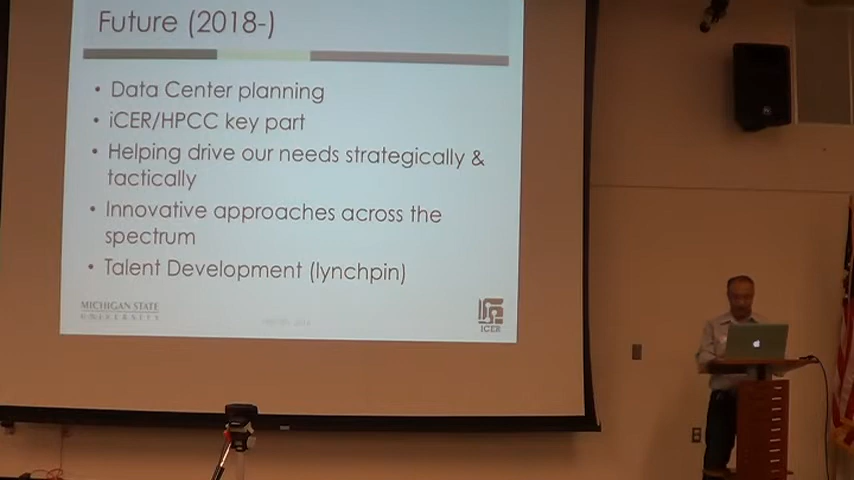 Future (2018-)
• Data Center planning
• iCER/HPCC key part
• Helping drive our needs strategically &
tactically
• Innovative approaches across the
spectrum
• Talent Development (lynchpin)
MICHIGAN STATE
UNIVERSITY
ICER